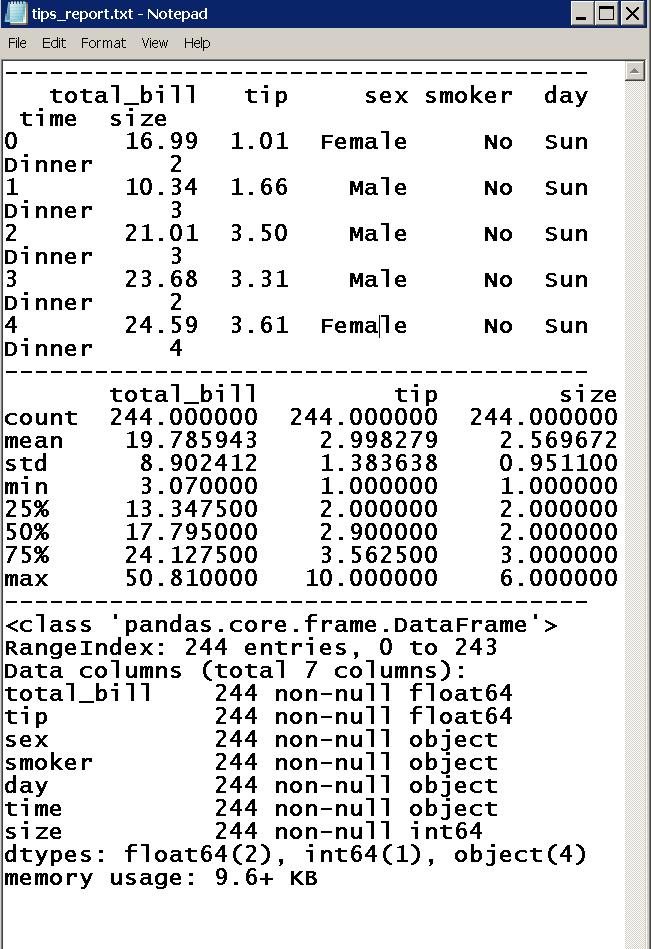 tips_report.txt - Notepad
File Edit Format View Help
---------------------------------------
   total_bill   tip     sex smoker  day
 time  size
0       16.99  1.01  Female     No  Sun
Dinner     2
1       10.34  1.66    Male     No  Sun
Dinner     3
2       21.01  3.50    Male     No  Sun
Dinner     3
3       23.68  3.31    Male     No  Sun
Dinner     2
4       24.59  3.61  Female     No  Sun
Dinner     4
---------------------------------------
       total_bill         tip        size
count  244.000000  244.000000  244.000000
mean    19.785943    2.998279    2.569672
std      8.902412    1.383638    0.951100
min      3.070000    1.000000    1.000000
25%     13.347500    2.000000    2.000000
50%     17.795000    2.900000    2.000000
75%     24.127500    3.562500    3.000000
max     50.810000   10.000000    6.000000
---------------------------------------
<class 'pandas.core.frame.DataFrame'>
RangeIndex: 244 entries, 0 to 243
Data columns (total 7 columns):
total_bill    244 non-null float64
tip           244 non-null float64
sex           244 non-null object
smoker        244 non-null object
day           244 non-null object
time          244 non-null object
size          244 non-null int64
dtypes: float64(2), int64(1), object(4)
memory usage: 9.6+ KB